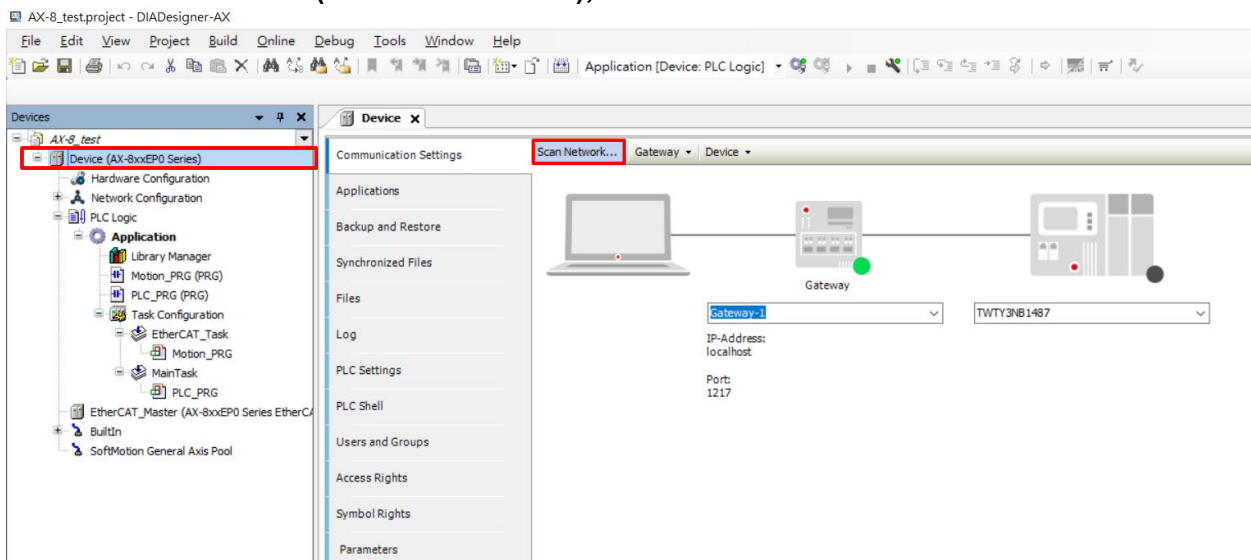 AX-8_test.project - DIADesigner-AX
File Edit View Project Build Online Debug Tools Window Help
Application [Device: PLC Logic]
Devices
Device
AX-8_test
Device (AX-8xxEP0 Series)
Hardware Configuration
Network Configuration
PLC Logic
Application
Library Manager
Motion_PRG (PRG)
PLC_PRG (PRG)
Task Configuration
EtherCAT_Task
Motion_PRG
MainTask
PLC_PRG
EtherCAT_Master (AX-8xxEP0 Series EtherCA
BuiltIn
SoftMotion General Axis Pool
Communication Settings
Applications
Backup and Restore
Synchronized Files
Files
Log
PLC Settings
PLC Shell
Users and Groups
Access Rights
Symbol Rights
Parameters
Scan Network... Gateway Device
Gateway
Gateway-1
TWTY3NB1487
IP-Address:
localhost
Port:
1217